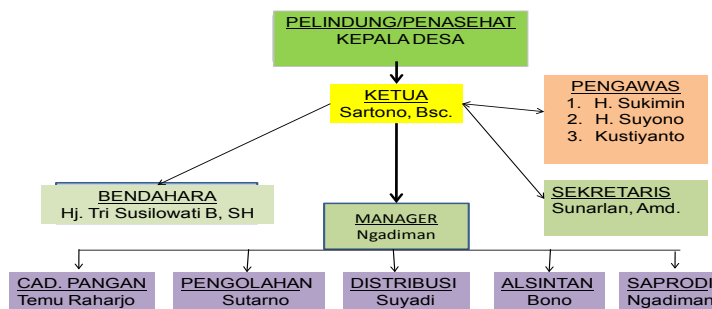 PELINDUNG/PENASEHAT
KEPALA DESA
KETUA
Sartono, Bsc.
PENGAWAS
1. H. Sukimin
2. H. Suyono
3. Kustiyanto
BENDAHARA
Hj. Tri Susilowati B, SH
SEKRETARIS
Sunarlan, Amd.
MANAGER
Ngadiman
CAD. PANGAN
Temu Raharjo
PENGOLAHAN
Sutarno
DISTRIBUSI
Suyadi
ALSINTAN
Bono
SAPRODI
Ngadiman